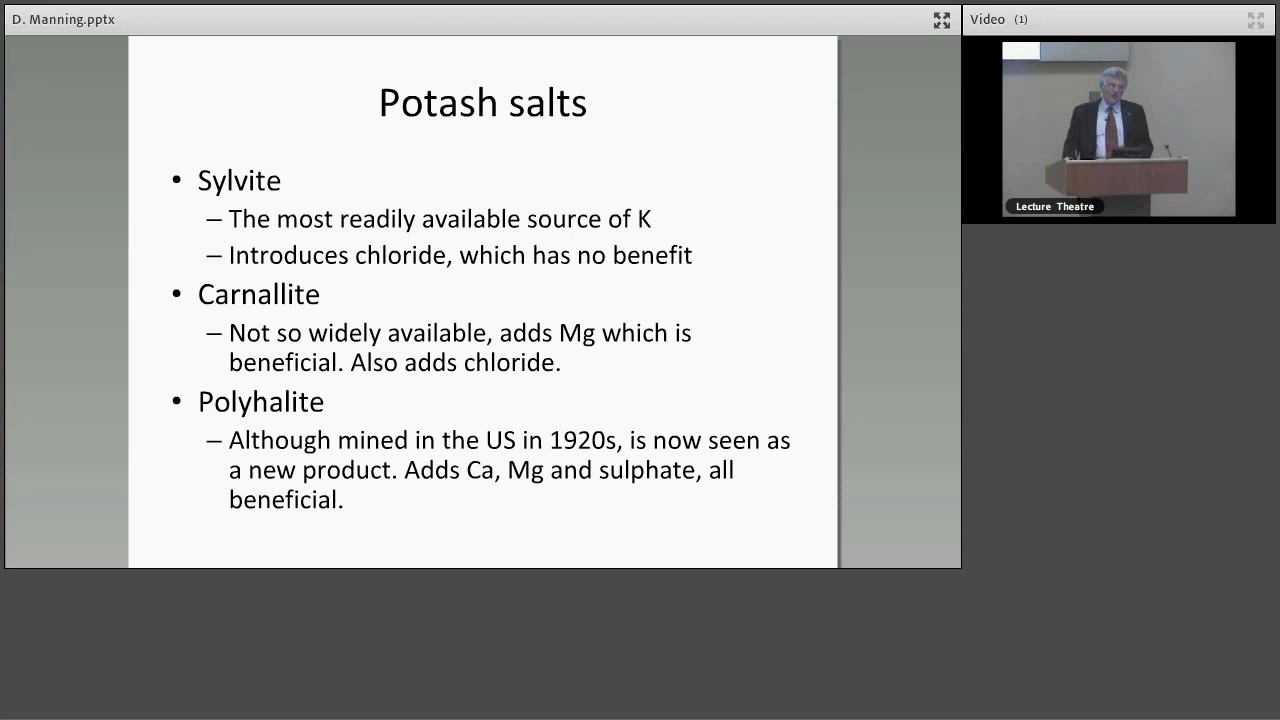 D. Manning.pptx
Video (1)
Potash salts
• Sylvite
– The most readily available source of K
– Introduces chloride, which has no benefit
• Carnallite
– Not so widely available, adds Mg which is
beneficial. Also adds chloride.
• Polyhalite
– Although mined in the US in 1920s, is now seen as
a new product. Adds Ca, Mg and sulphate, all
beneficial.
Lecture Theatre